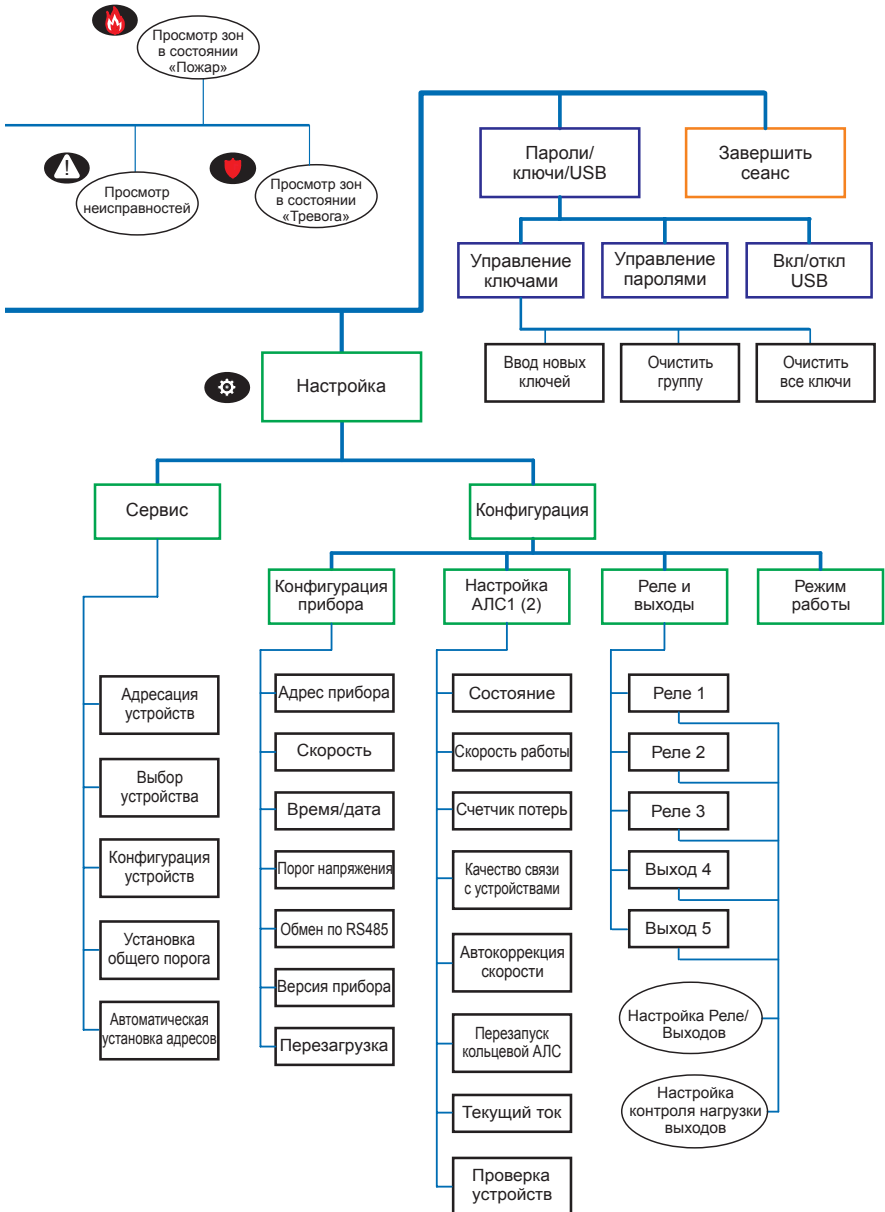 Просмотр зон
в состоянии
«Пожар»
Просмотр
неисправностей
Просмотр зон
в состоянии
«Тревога»
Пароли/
ключи/USB
Завершить
сеанс
Управление
ключами
Управление
паролями
Вкл/откл
USB
Ввод новых
ключей
Очистить
группу
Очистить
все ключи
Настройка
Сервис
Конфигурация
Конфигурация
прибора
Настройка
АЛС1 (2)
Реле и
выходы
Режим
работы
Адресация
устройств
Выбор
устройства
Конфигурация
устройств
Установка
общего порога
Автоматическая
установка адресов
Адрес прибора
Скорость
Время/дата
Порог напряжения
Обмен по RS485
Версия прибора
Перезагрузка
Состояние
Скорость работы
Счетчик потерь
Качество связи
с устройствами
Автокоррекция
скорости
Перезапуск
кольцевой АЛС
Текущий ток
Проверка
устройств
Реле 1
Реле 2
Реле 3
Выход 4
Выход 5
Настройка Реле/
Выходов
Настройка
контроля нагрузки
выходов